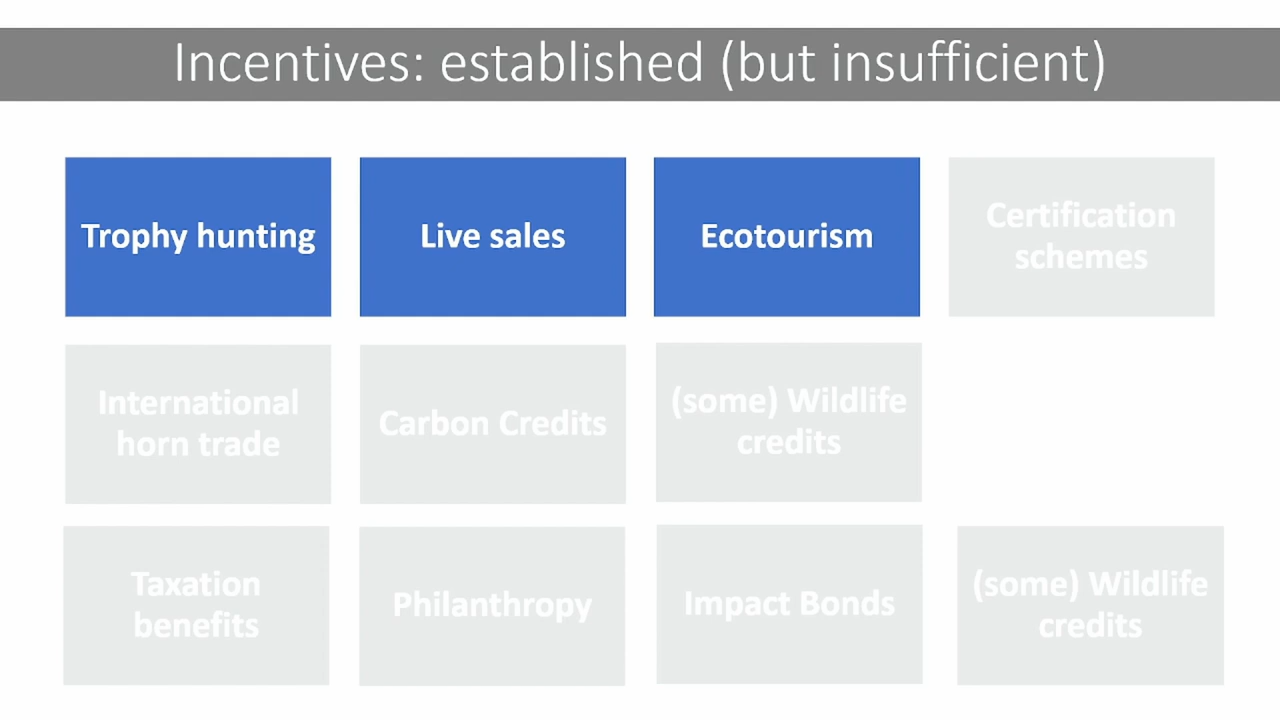 Incentives: established (but insufficient)
Trophy hunting
Live sales
Ecotourism
Certification
schemes
International
horn trade
Carbon Credits
(some) Wildlife
credits
Taxation
benefits
Philanthropy
Impact Bonds
(some) Wildlife
credits